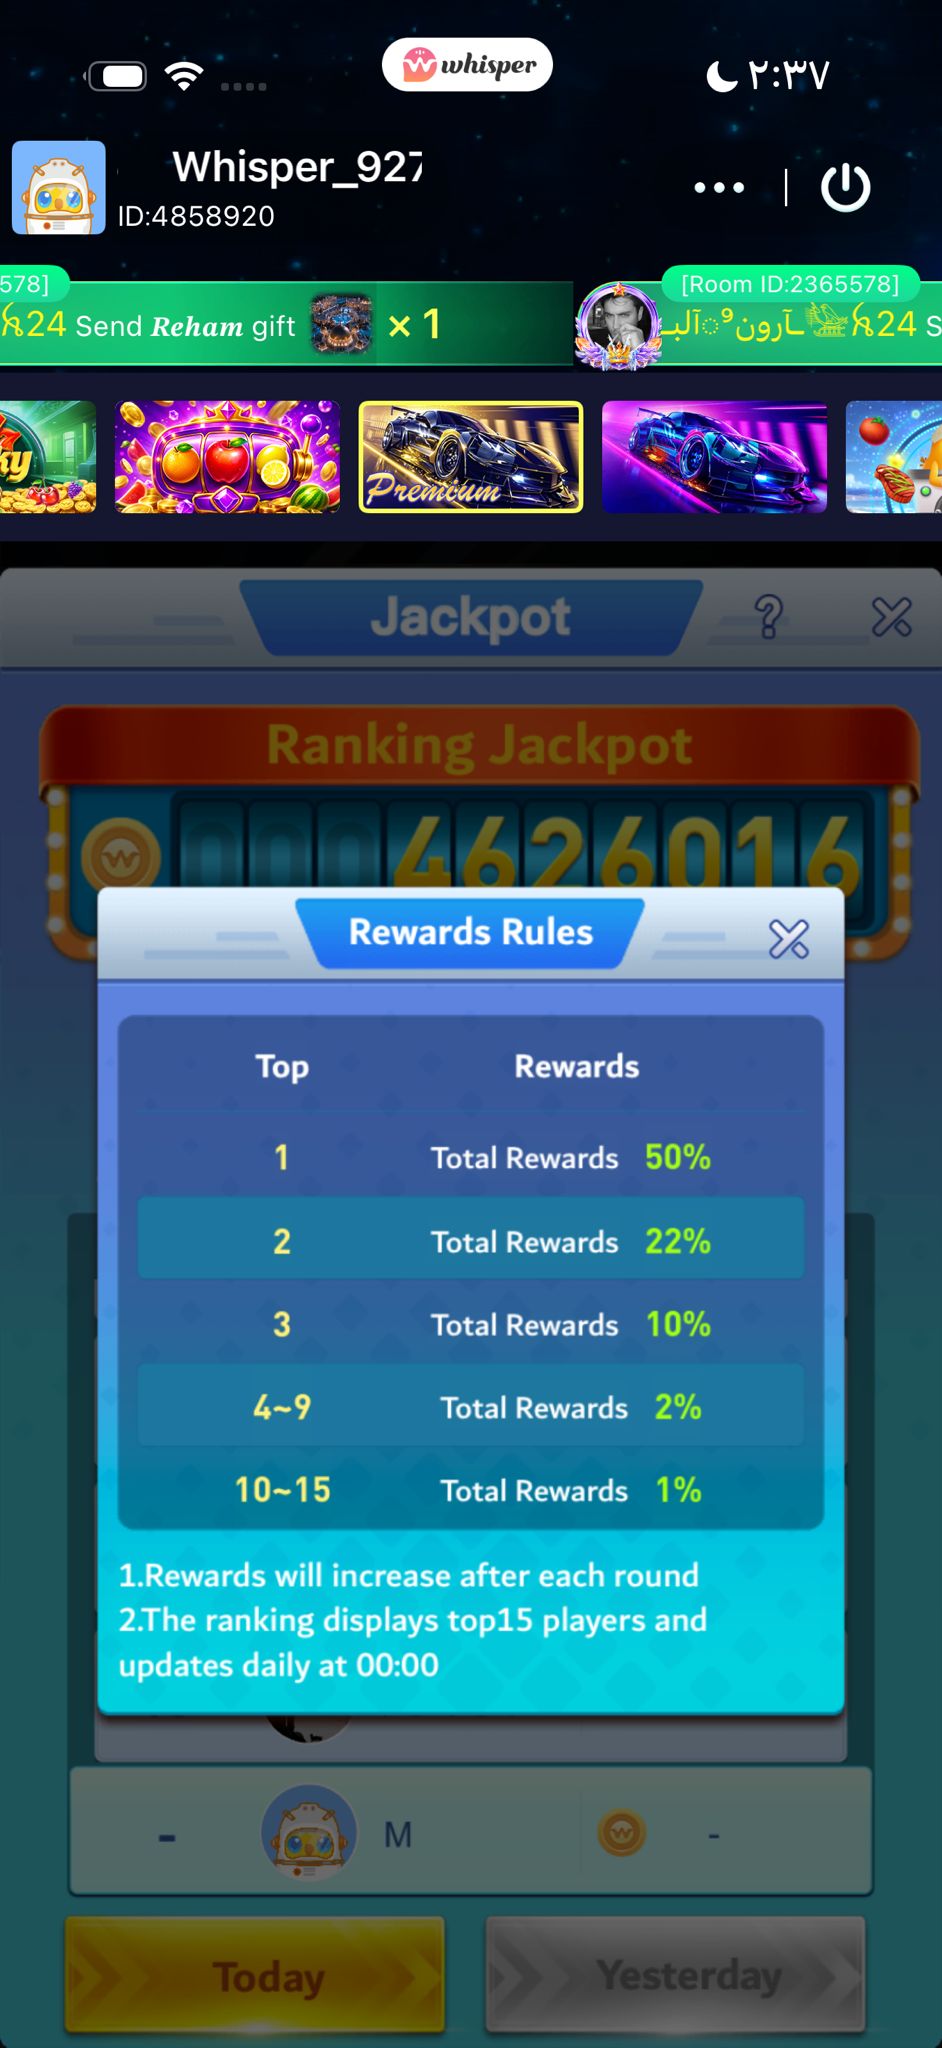 whisper
٢:٣٧
Whisper_927
ID:4858920
578]
[Room ID:2365578]
24 Send Reham gift × 1
24 S
Premium
Jackpot
?
Ranking Jackpot
0004626016
Rewards Rules
Top Rewards
1 Total Rewards 50%
2 Total Rewards 22%
3 Total Rewards 10%
4~9 Total Rewards 2%
10~15 Total Rewards 1%
1.Rewards will increase after each round
2.The ranking displays top15 players and
updates daily at 00:00
- M -
Today
Yesterday